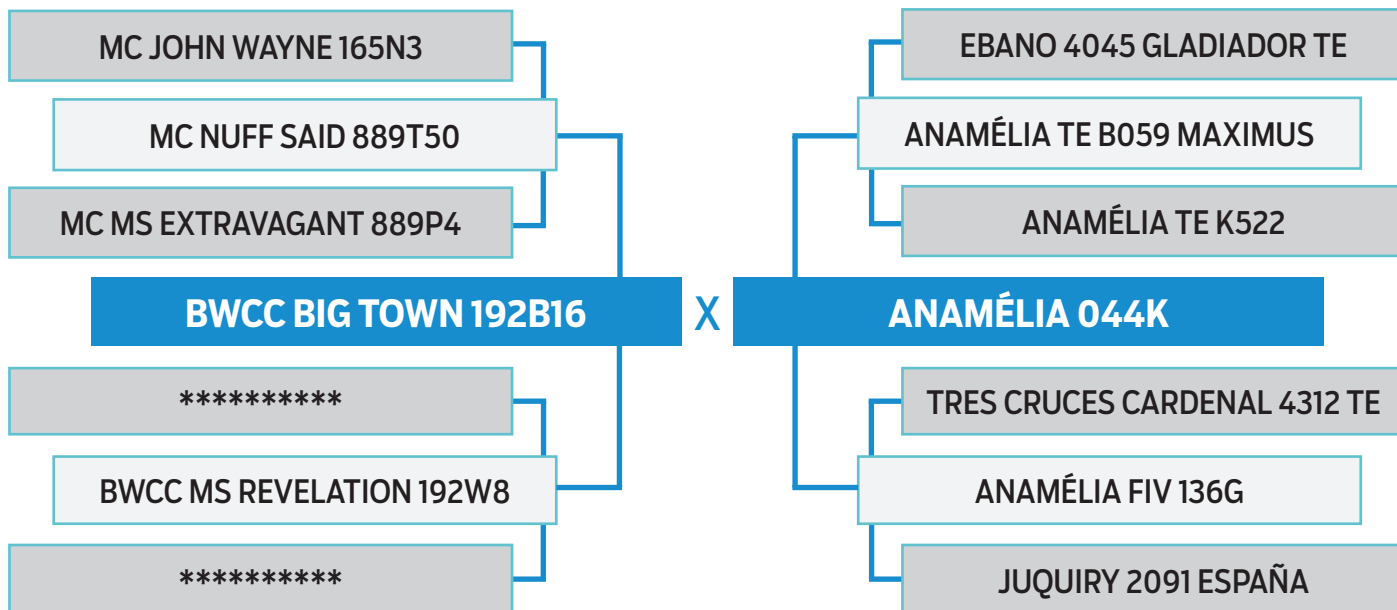 MC JOHN WAYNE 165N3
MC NUFF SAID 889T50
MC MS EXTRAVAGANT 889P4
BWCC BIG TOWN 192B16
**********
BWCC MS REVELATION 192W8
**********
X
EBANO 4045 GLADIADOR TE
ANAMÉLIA TE B059 MAXIMUS
ANAMÉLIA TE K522
ANAMÉLIA 044K
TRES CRUCES CARDENAL 4312 TE
ANAMÉLIA FIV 136G
JUQUIRY 2091 ESPAÑA